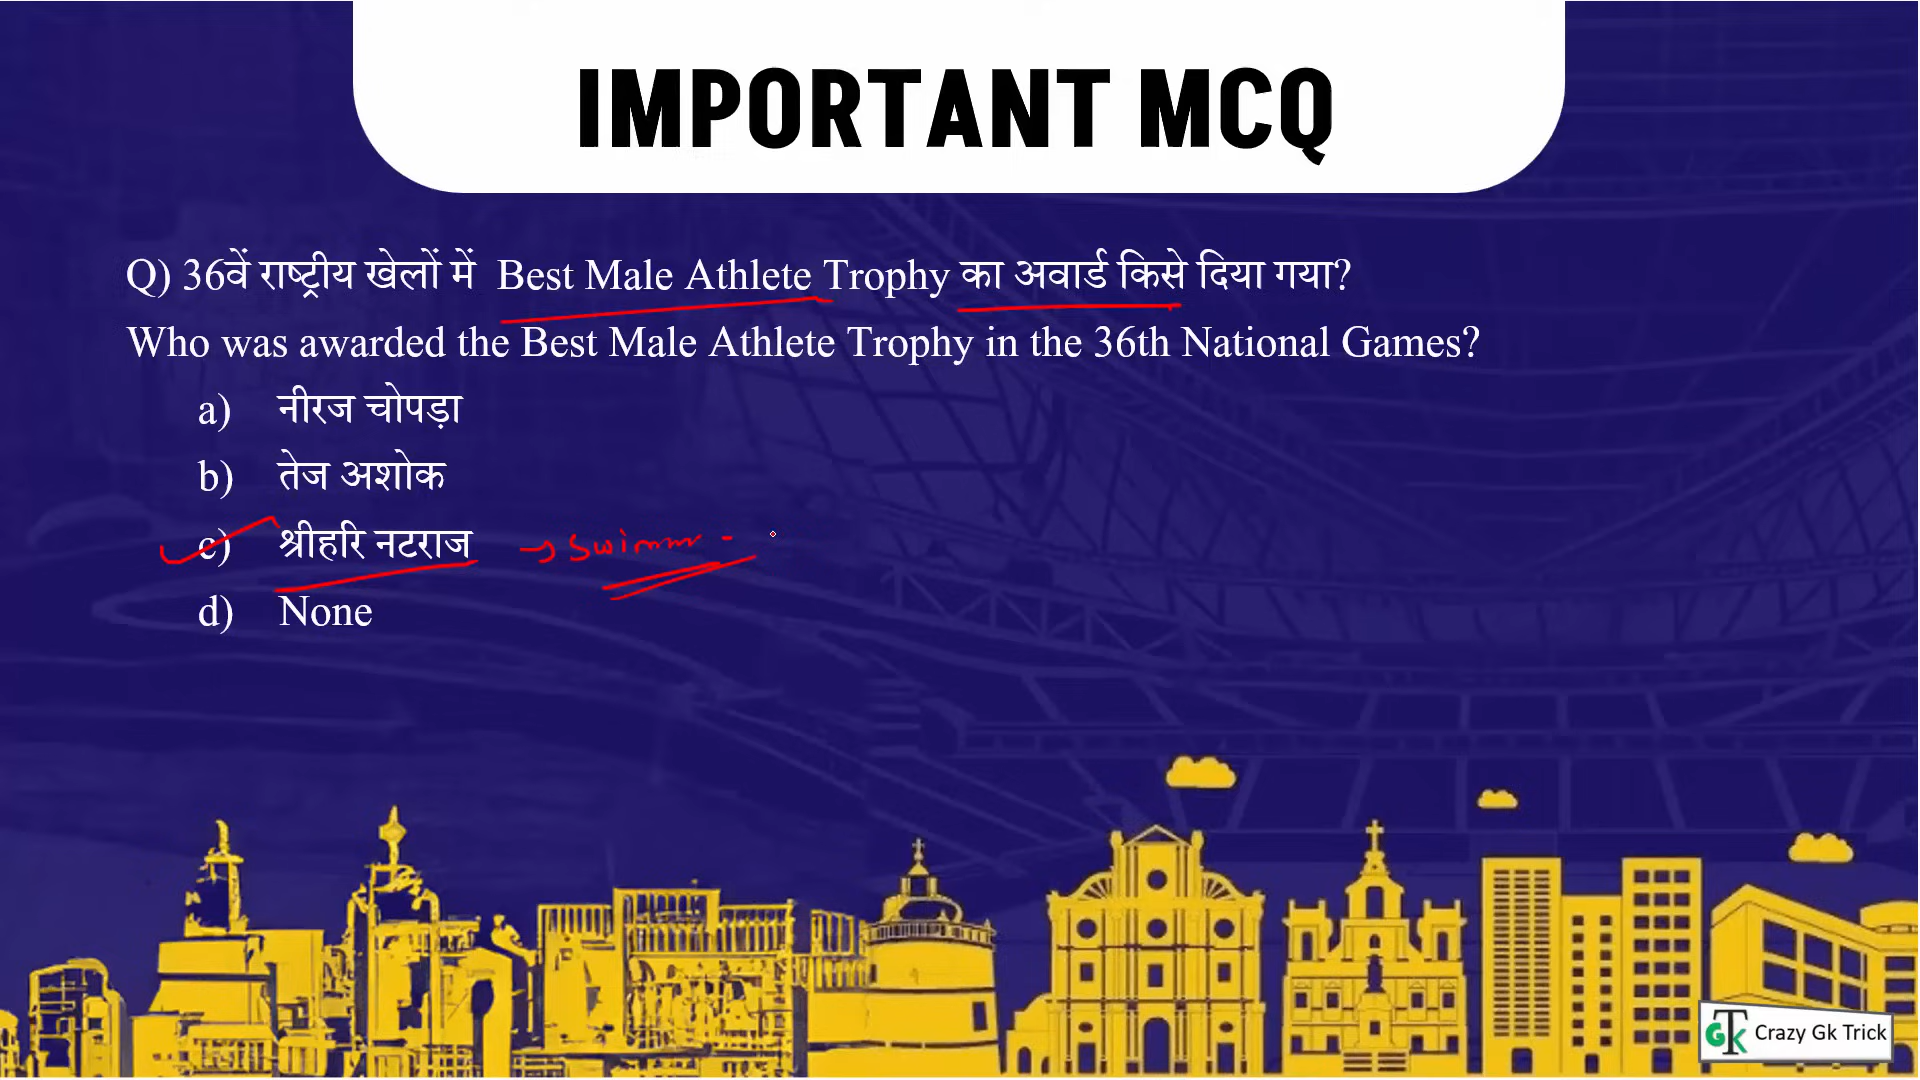 IMPORTANT MCQ
Q) 36वें राष्ट्रीय खेलों में Best Male Athlete Trophy का अवार्ड किसे दिया गया?
Who was awarded the Best Male Athlete Trophy in the 36th National Games?
a) नीरज चोपड़ा
b) तेज अशोक
c) श्रीहरि नटराज
d) None
GTK Crazy Gk Trick